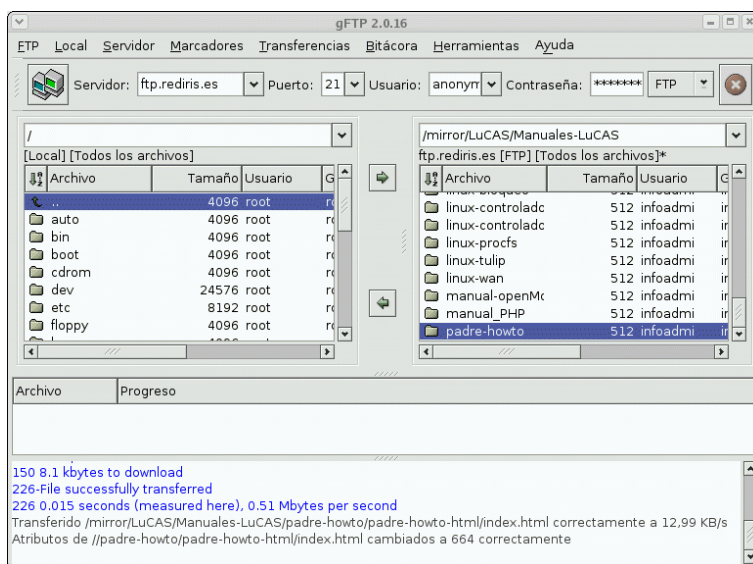 gFTP 2.0.16
FTP Local Servidor Marcadores Transferencias Bitácora Herramientas Ayuda
Servidor: ftp.rediris.es Puerto: 21 Usuario: anonym Contraseña: ******* FTP
/
[Local] [Todos los archivos]
Archivo Tamaño Usuario G
.. 4096 root
auto 4096 root
bin 4096 root
boot 4096 root
cdrom 4096 root
dev 24576 root
etc 8192 root
floppy 4096 root
/mirror/LuCAS/Manuales-LuCAS
ftp.rediris.es [FTP] [Todos los archivos]*
Archivo Tamaño Usuario G
linux-bloqueo 512 infoadmi
linux-controladc 512 infoadmi
linux-controladc 512 infoadmi
linux-procfs 512 infoadmi
linux-tulip 512 infoadmi
linux-wan 512 infoadmi
manual-openMc 512 infoadmi
manual_PHP 512 infoadmi
padre-howto 512 infoadmi
Archivo Progreso
150 8.1 kbytes to download
226-File successfully transferred
226 0.015 seconds (measured here), 0.51 Mbytes per second
Transferido /mirror/LuCAS/Manuales-LuCAS/padre-howto/padre-howto-html/index.html correctamente a 12,99 KB/s
Atributos de //padre-howto/padre-howto-html/index.html cambiados a 664 correctamente